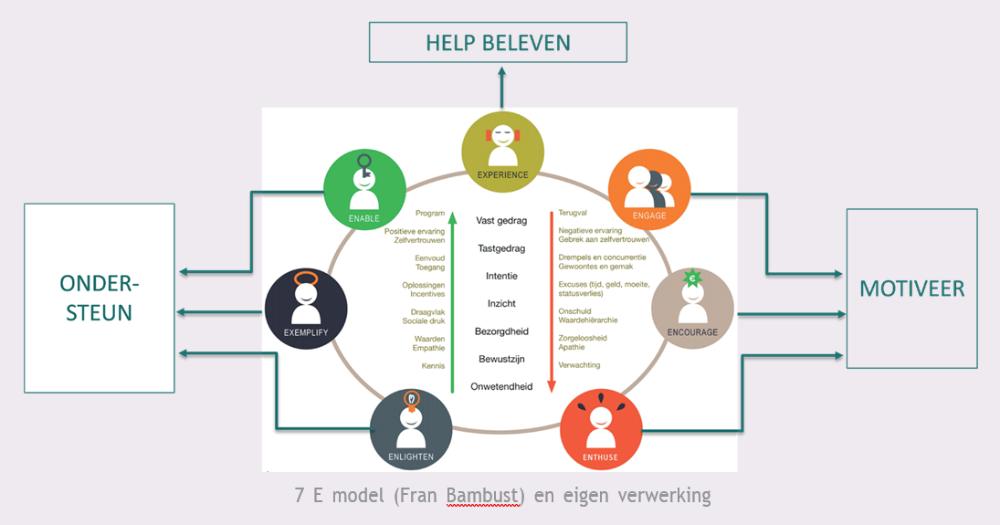 HELP BELEVEN
EXPERIENCE
ENABLE
ENGAGE
ONDER-
STEUN
MOTIVEER
EXEMPLIFY
ENCOURAGE
€
ENLIGHTEN
ENTHUSE
Program
Positieve ervaring
Zelfvertrouwen
Eenvoud
Toegang
Oplossingen
Incentives
Draagvlak
Sociale druk
Waarden
Empathie
Kennis
Vast gedrag
Tastgedrag
Intentie
Inzicht
Bezorgdheid
Bewustzijn
Onwetendheid
Terugval
Negatieve ervaring
Gebrek aan zelfvertrouwen
Drempels en concurrentie
Gewoontes en gemak
Excuses (tijd, geld, moeite,
statusverlies)
Onschuld
Waardehiërarchie
Zorgeloosheid
Apathie
Verwachting
7 E model (Fran Bambust) en eigen verwerking